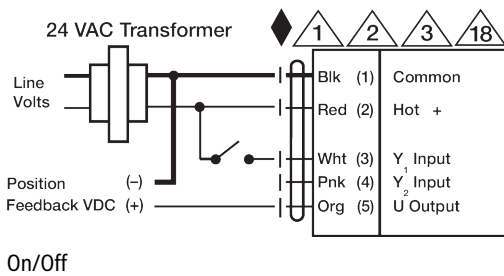 24 VAC Transformer
1 2 3 18
Line
Volts
Blk (1) Common
Red (2) Hot +
Wht (3) Y1 Input
Pnk (4) Y2 Input
Org (5) U Output
Position (–)
Feedback VDC (+)
On/Off